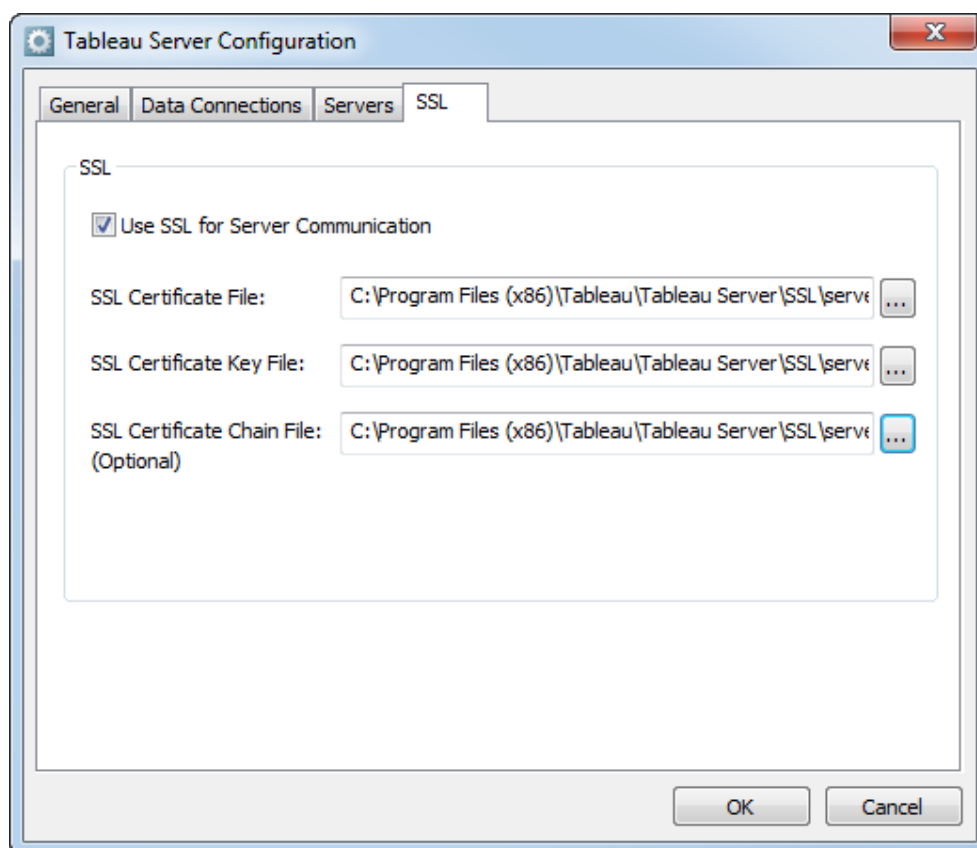 Tableau Server Configuration
General Data Connections Servers SSL
SSL
Use SSL for Server Communication
SSL Certificate File: C:\Program Files (x86)\Tableau\Tableau Server\SSL\serve ...
SSL Certificate Key File: C:\Program Files (x86)\Tableau\Tableau Server\SSL\serve ...
SSL Certificate Chain File: C:\Program Files (x86)\Tableau\Tableau Server\SSL\serve ...
(Optional)
OK Cancel